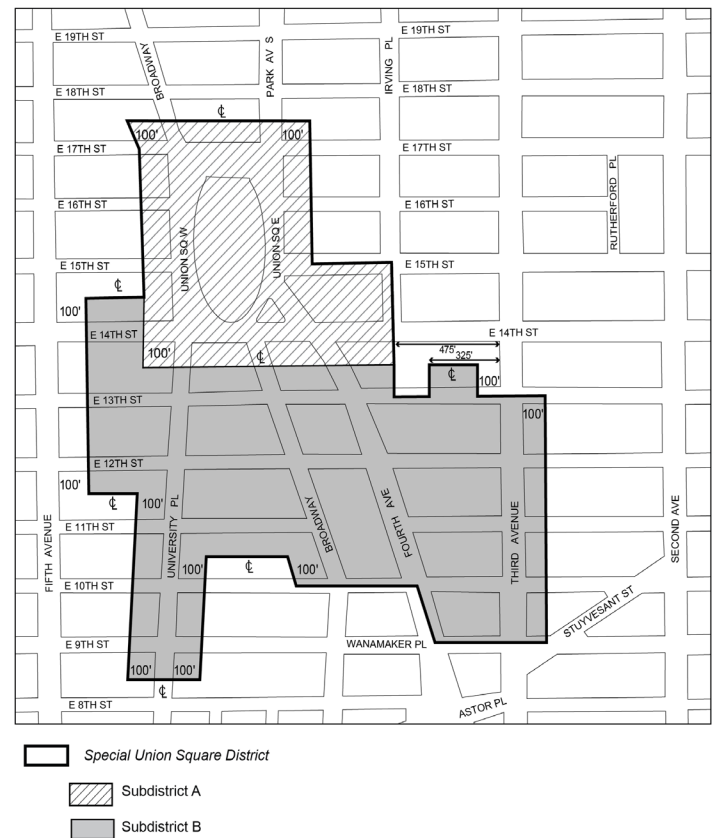 E 19TH ST
BROADWAY
PARK AV S
IRVING PL
E 19TH ST
E 18TH ST
E 18TH ST
℄
100'
100'
E 17TH ST
E 17TH ST
RUTHERFORD PL
E 16TH ST
E 16TH ST
UNION SQ W
UNION SQ E
E 15TH ST
E 15TH ST
℄
100'
E 14TH ST
E 14TH ST
475'
100'
℄
325'
℄
100'
E 13TH ST
100'
E 12TH ST
100'
℄
100'
FIFTH AVENUE
E 11TH ST
UNIVERSITY PL
BROADWAY
FOURTH AVE
THIRD AVENUE
SECOND AVE
100'
℄
100'
E 10TH ST
STUYVESANT ST
E 9TH ST
WANAMAKER PL
100'
100'
℄
E 8TH ST
ASTOR PL
Special Union Square District
Subdistrict A
Subdistrict B